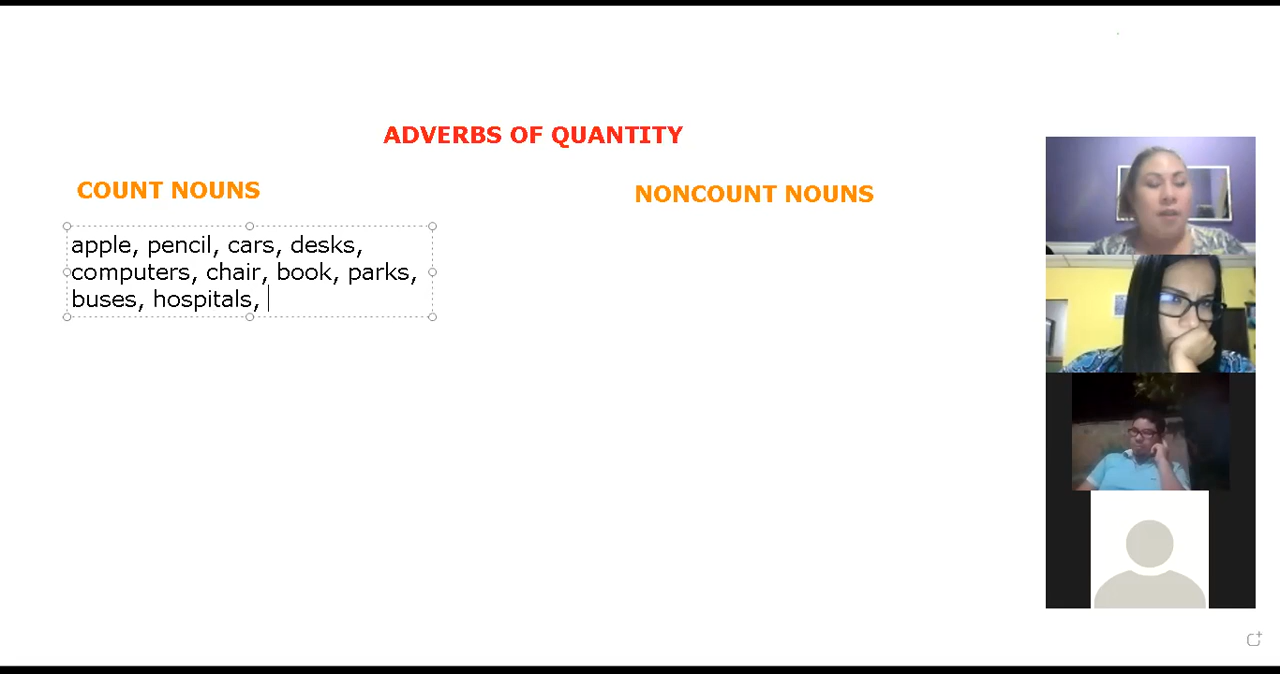 ADVERBS OF QUANTITY
COUNT NOUNS
NONCOUNT NOUNS
apple, pencil, cars, desks,
computers, chair, book, parks,
buses, hospitals,